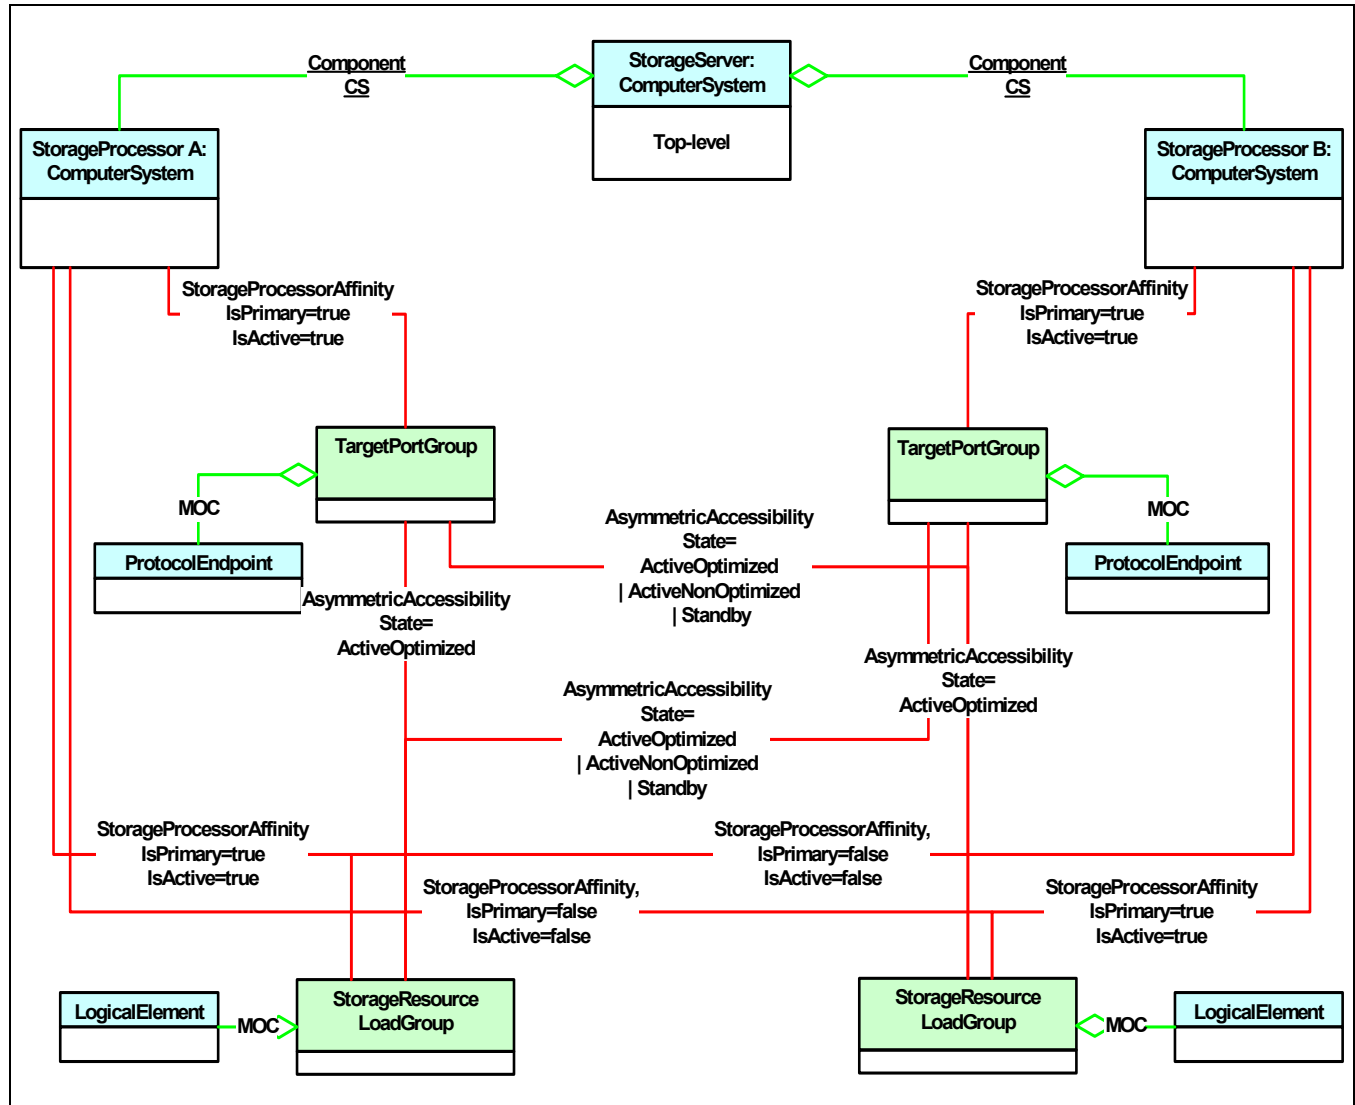 Component
CS
StorageServer:
ComputerSystem
Top-level
Component
CS
StorageProcessor A:
ComputerSystem
StorageProcessor B:
ComputerSystem
StorageProcessorAffinity
IsPrimary=true
IsActive=true
StorageProcessorAffinity
IsPrimary=true
IsActive=true
TargetPortGroup
TargetPortGroup
MOC
MOC
ProtocolEndpoint
ProtocolEndpoint
AsymmetricAccessibility
State=
ActiveOptimized
| ActiveNonOptimized
| Standby
AsymmetricAccessibility
State=
ActiveOptimized
AsymmetricAccessibility
State=
ActiveOptimized
AsymmetricAccessibility
State=
ActiveOptimized
| ActiveNonOptimized
| Standby
StorageProcessorAffinity
IsPrimary=true
IsActive=true
StorageProcessorAffinity,
IsPrimary=false
IsActive=false
StorageProcessorAffinity,
IsPrimary=false
IsActive=false
StorageProcessorAffinity
IsPrimary=true
IsActive=true
LogicalElement
MOC
StorageResource
LoadGroup
StorageResource
LoadGroup
MOC
LogicalElement